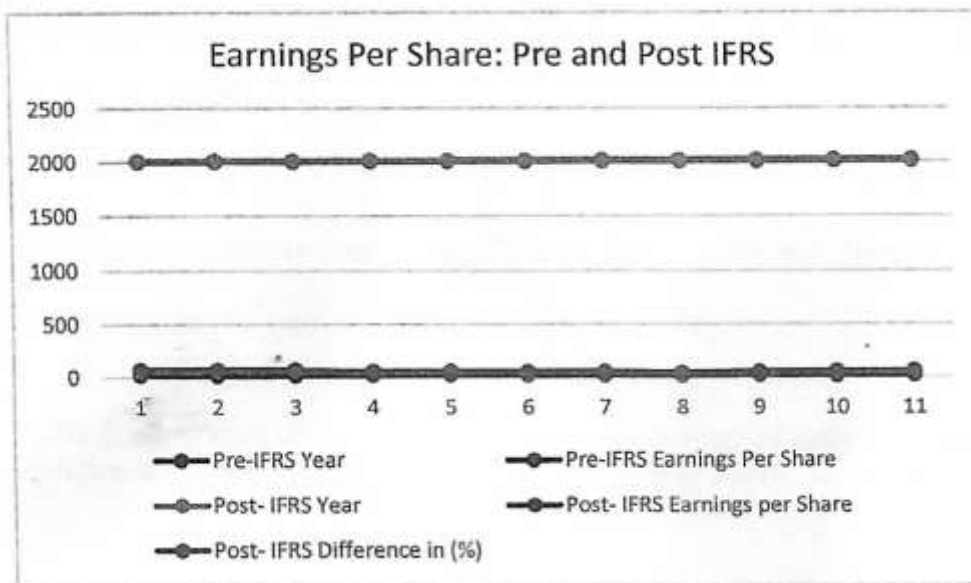 Earnings Per Share: Pre and Post IFRS
2500
2000
1500
1000
500
0
1 2 3 4 5 6 7 8 9 10 11
Pre-IFRS Year Pre-IFRS Earnings Per Share
Post- IFRS Year Post- IFRS Earnings per Share
Post- IFRS Difference in (%)